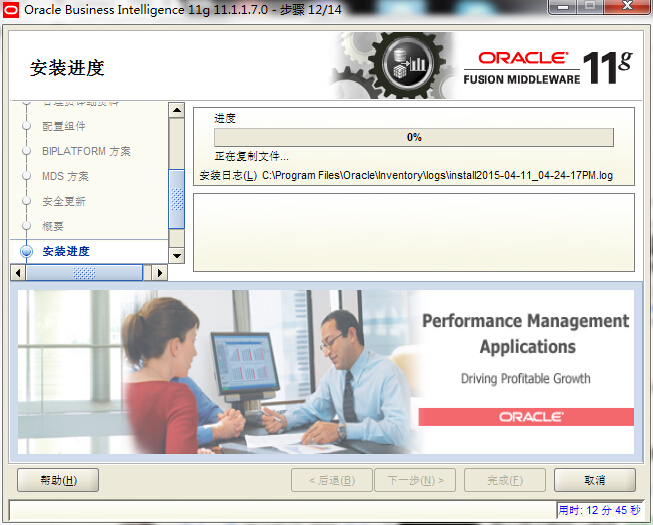 Oracle Business Intelligence 11g 11.1.1.7.0 - 步骤 12/14
安装进度
ORACLE
FUSION MIDDLEWARE 11g
配置组件
BIPLATFORM 方案
MDS 方案
安全更新
概要
安装进度
进度
0%
正在复制文件...
安装日志(L) C:\Program Files\Oracle\Inventory\logs\install2015-04-11_04-24-17PM.log
Performance Management
Applications
Driving Profitable Growth
ORACLE
帮助(H)
< 后退(B)
下一步(N) >
完成(F)
取消
用时: 12 分 45 秒